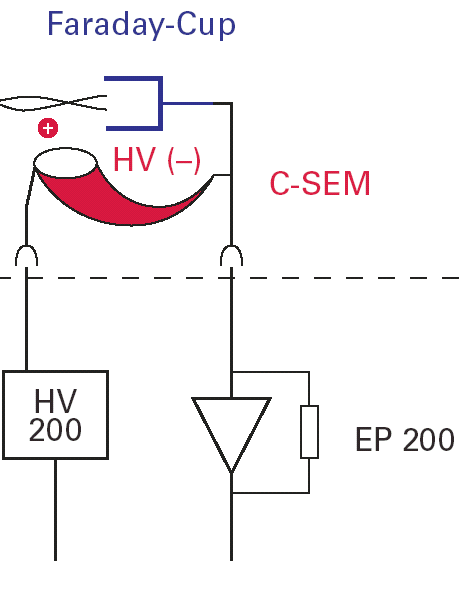 Faraday-Cup
+
HV (–)
C-SEM
HV
200
EP 200